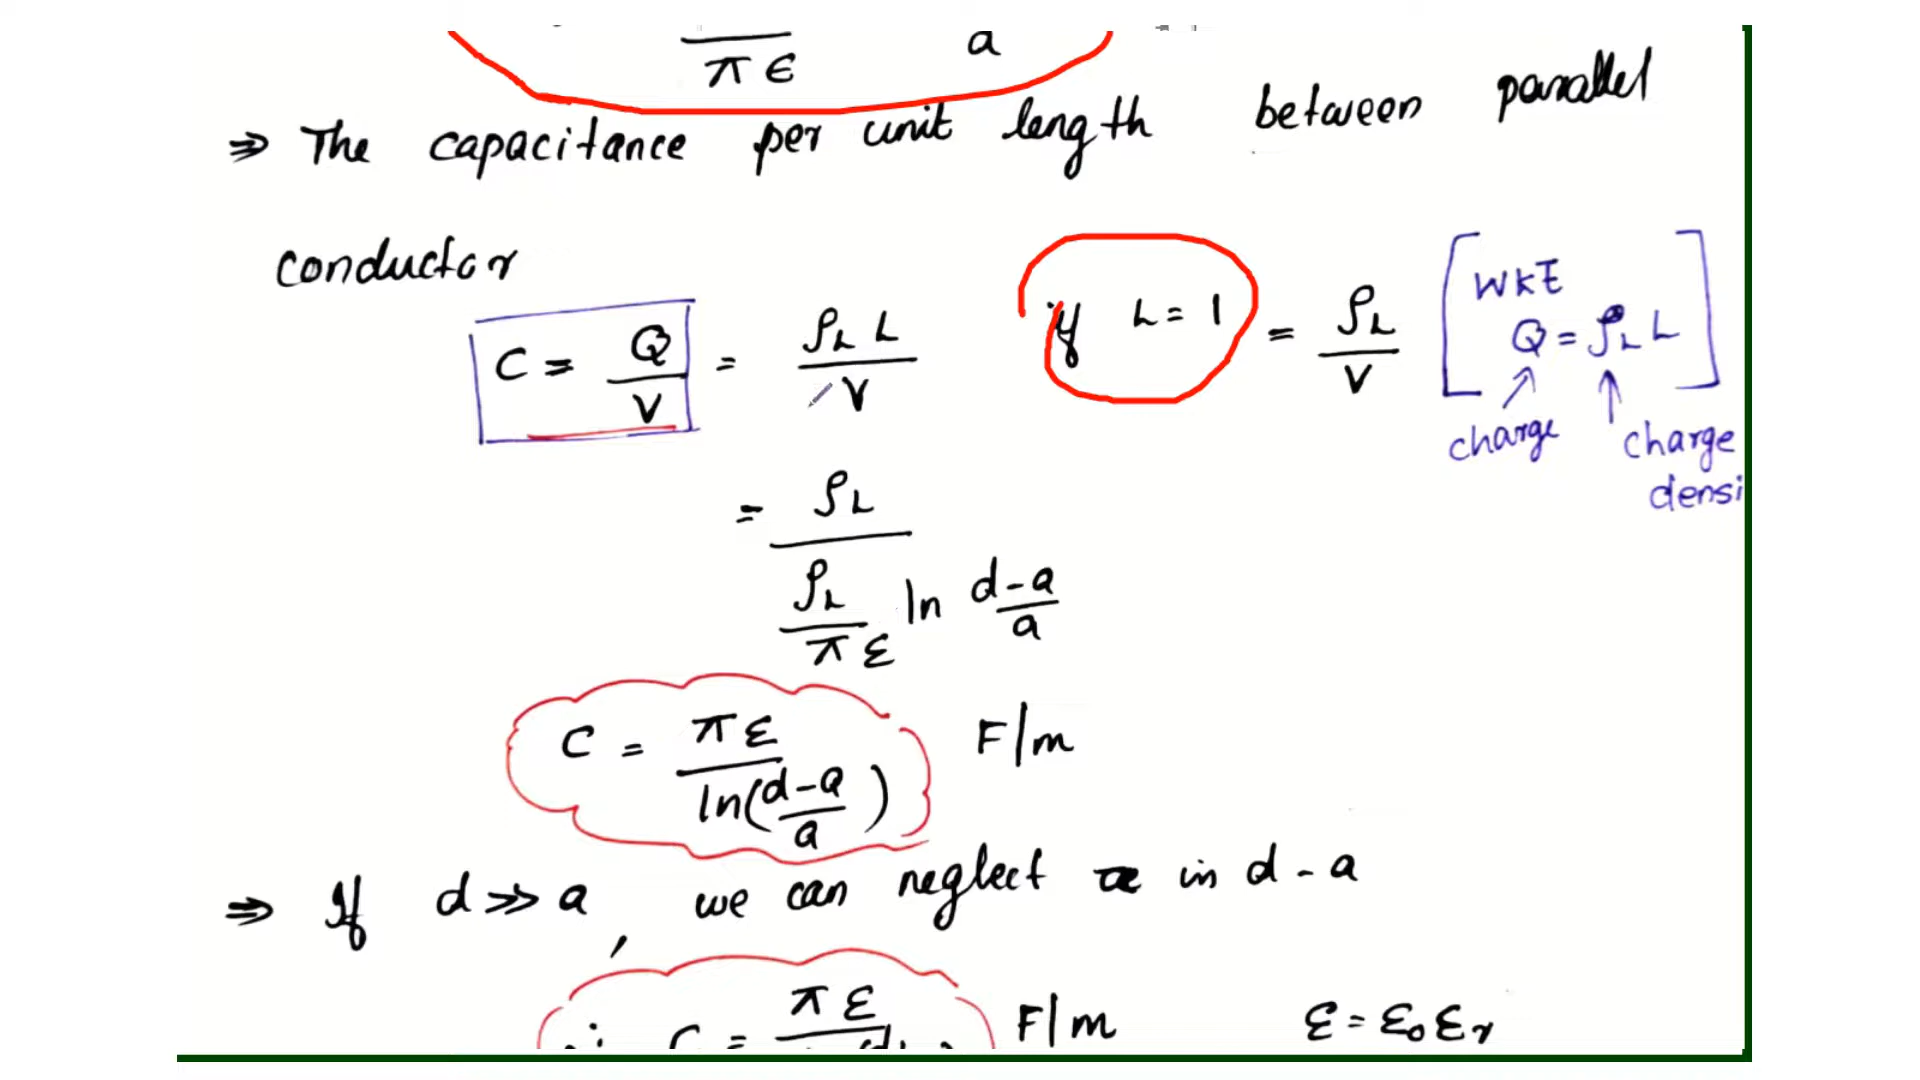 π ε a
⇒ The capacitance per unit length between parallel
conductor
C = Q/V = ρL L / V if L = 1 = ρL / V [WKT
Q = ρL L]
charge charge
densi
= ρL / (ρL/πε ln (d-a)/a)
C = πε / ln((d-a)/a) F/m
⇒ If d >> a, we can neglect a in d - a
∴ C = πε F/m ε = ε₀ εr